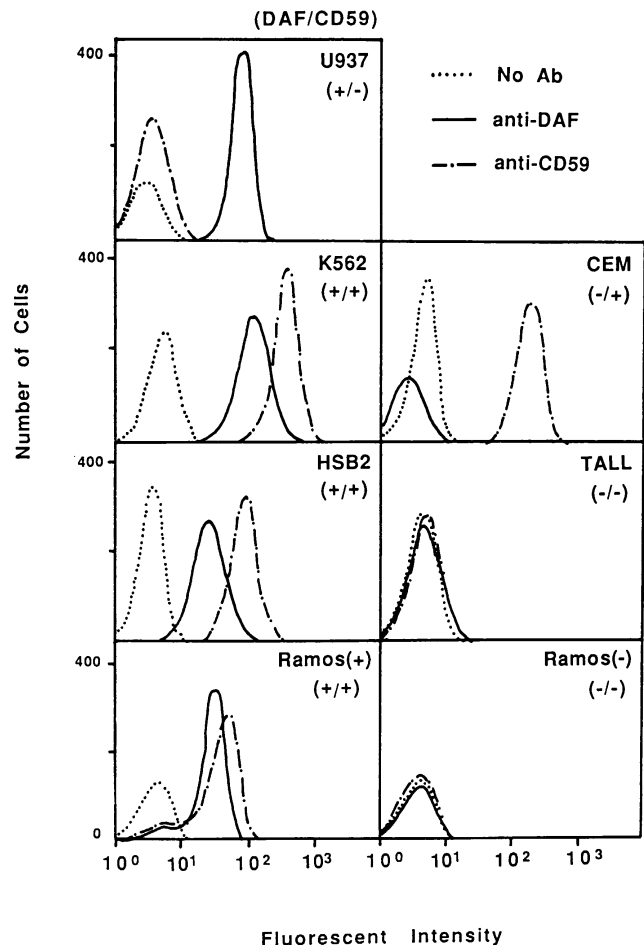 (DAF/CD59)
400
U937
(+/-)
No Ab
anti-DAF
anti-CD59
400
K562
(+/+)
CEM
(-/+)
Number of Cells
400
HSB2
(+/+)
TALL
(-/-)
400
Ramos(+)
(+/+)
Ramos(-)
(-/-)
0
10⁰ 10¹ 10² 10³ 10⁰ 10¹ 10² 10³
Fluorescent Intensity